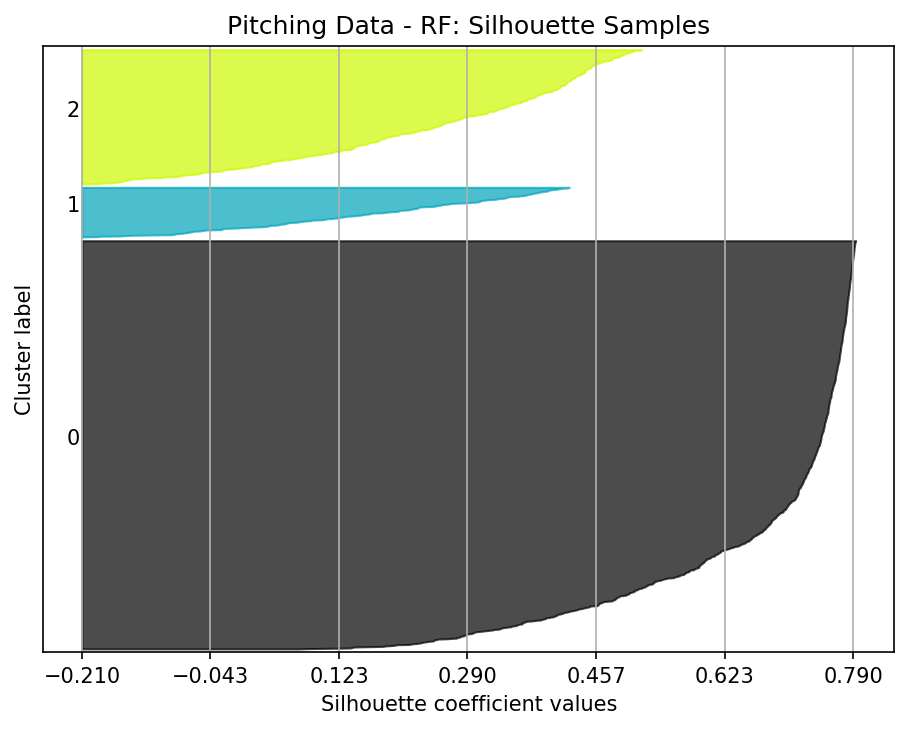 Pitching Data - RF: Silhouette Samples
2
1
0
Cluster label
−0.210 −0.043 0.123 0.290 0.457 0.623 0.790
Silhouette coefficient values